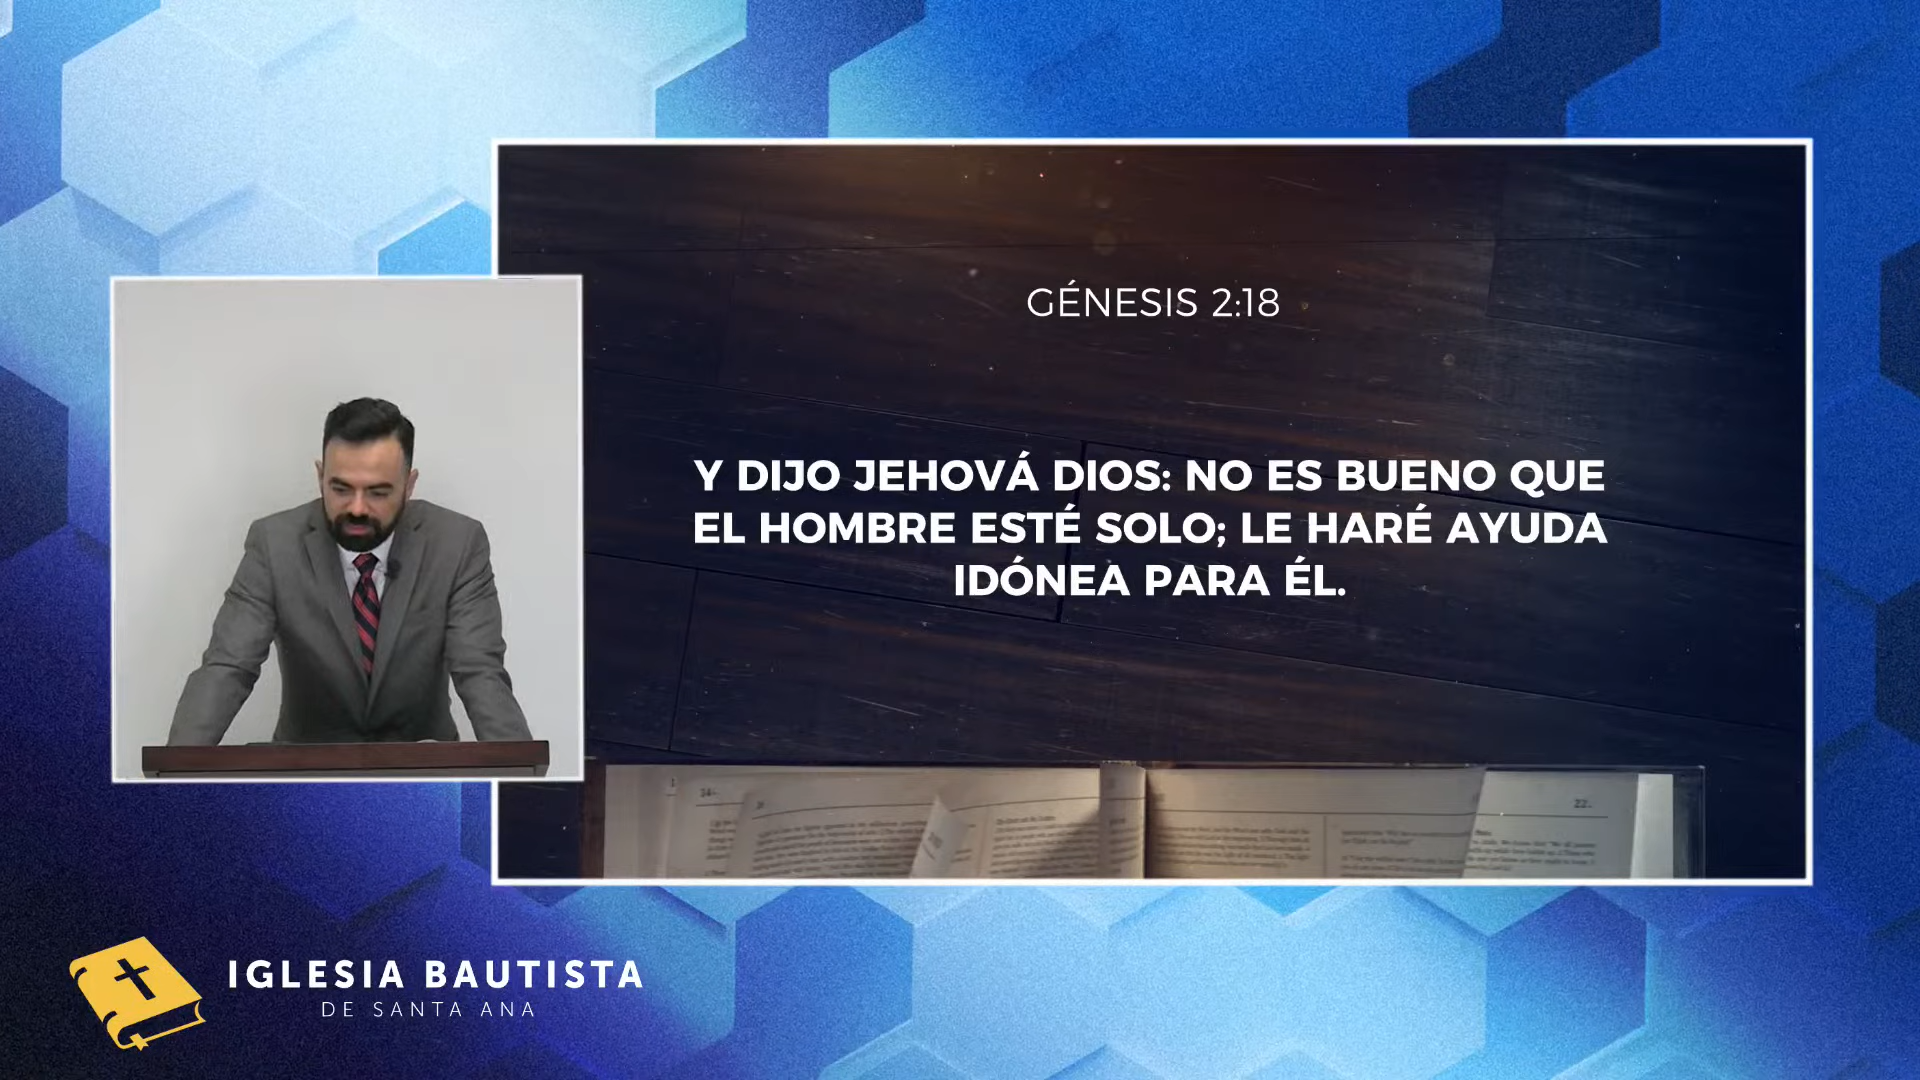 GÉNESIS 2:18
Y DIJO JEHOVÁ DIOS: NO ES BUENO QUE
EL HOMBRE ESTÉ SOLO; LE HARÉ AYUDA
IDÓNEA PARA ÉL.
IGLESIA BAUTISTA
DE SANTA ANA